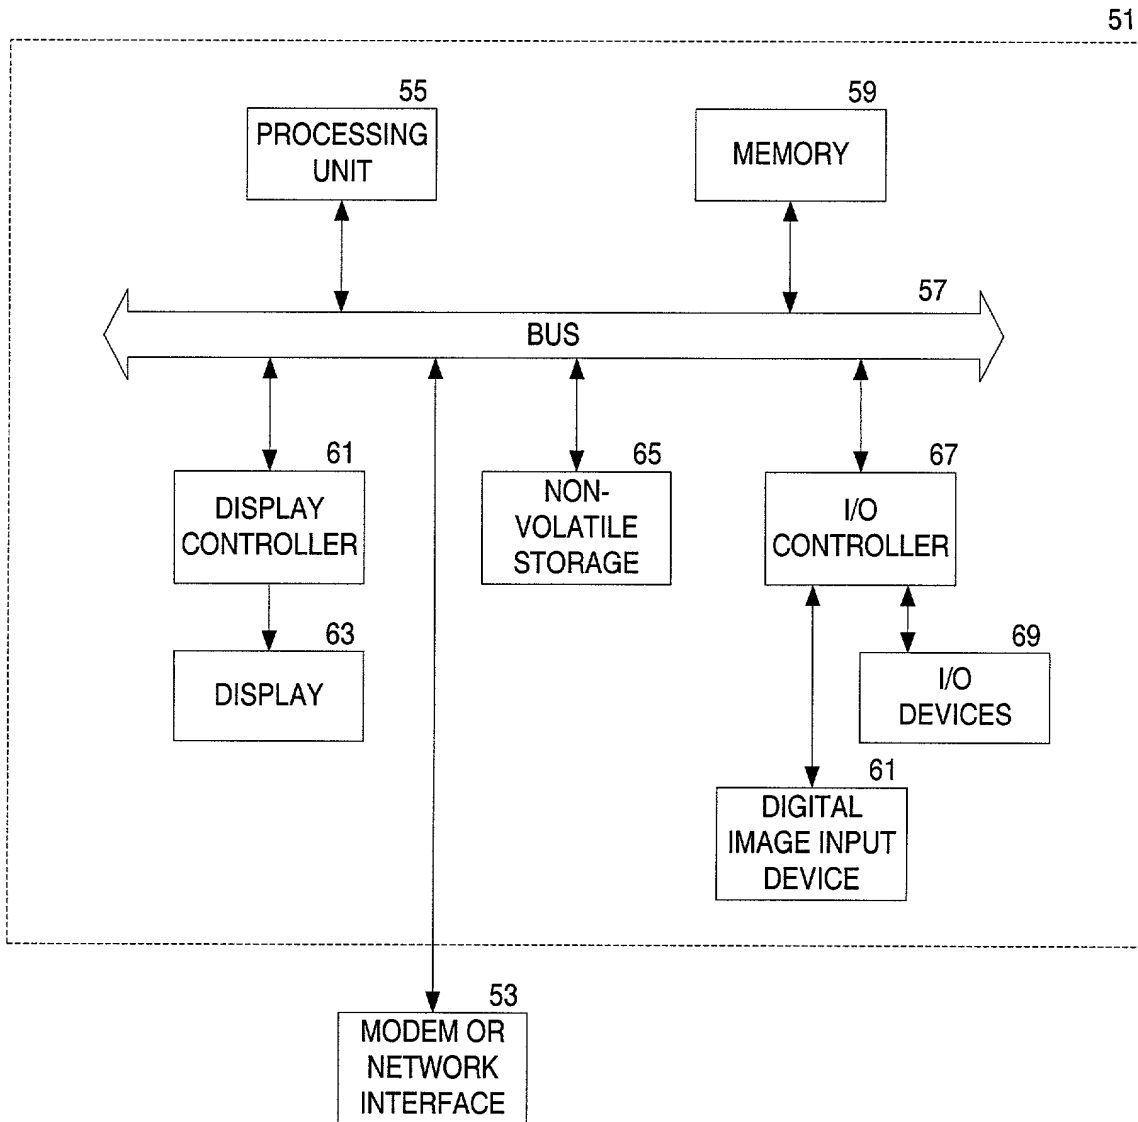 51
55
PROCESSING
UNIT
59
MEMORY
57
BUS
61
DISPLAY
CONTROLLER
65
NON-
VOLATILE
STORAGE
67
I/O
CONTROLLER
63
DISPLAY
69
I/O
DEVICES
61
DIGITAL
IMAGE INPUT
DEVICE
53
MODEM OR
NETWORK
INTERFACE